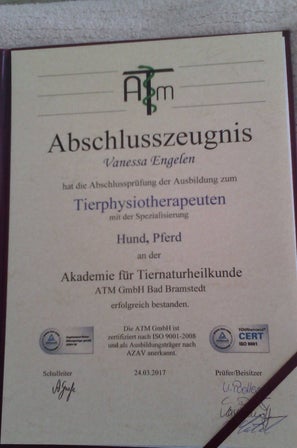 ATM
Abschlusszeugnis
Vanessa Engelen
hat die Abschlussprüfung der Ausbildung zum
Tierphysiotherapeuten
mit der Spezialisierung
Hund, Pferd
an der
Akademie für Tiernaturheilkunde
ATM GmbH Bad Bramstedt
erfolgreich bestanden.
Die ATM GmbH ist
zertifiziert nach ISO 9001-2008
und als Ausbildungsträger nach
AZAV anerkannt.
CERT
ISO 9001
Schulleiter
24.03.2017
Prüfer/Beisitzer